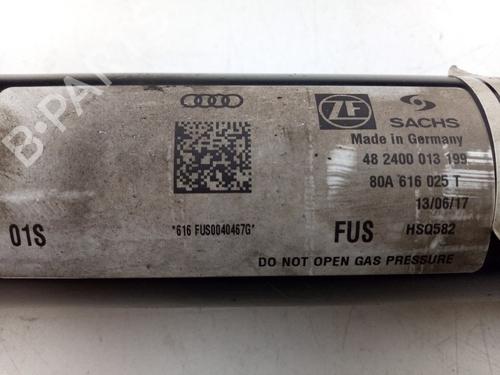 B-PARTS
ZF SACHS
Made in Germany
48 2400 013 199
80A 616 025 T
13/06/17
01S *616 FUS0040467G* FUS HSQ582
DO NOT OPEN GAS PRESSURE